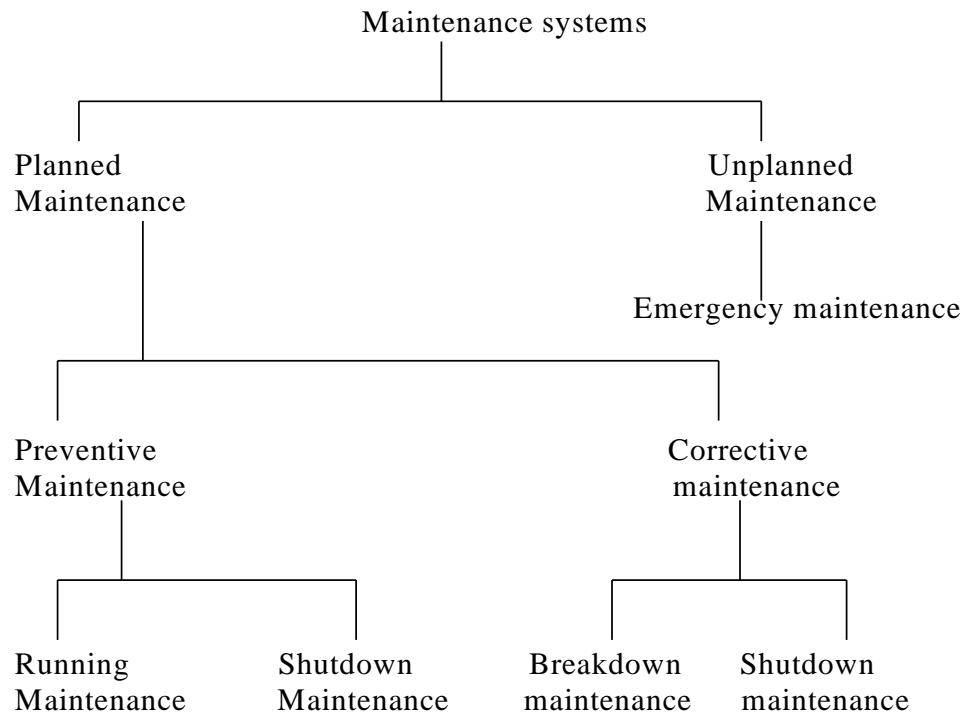 Maintenance systems
Planned
Maintenance
Unplanned
Maintenance
Emergency maintenance
Preventive
Maintenance
Corrective
maintenance
Running
Maintenance
Shutdown
Maintenance
Breakdown
maintenance
Shutdown
maintenance